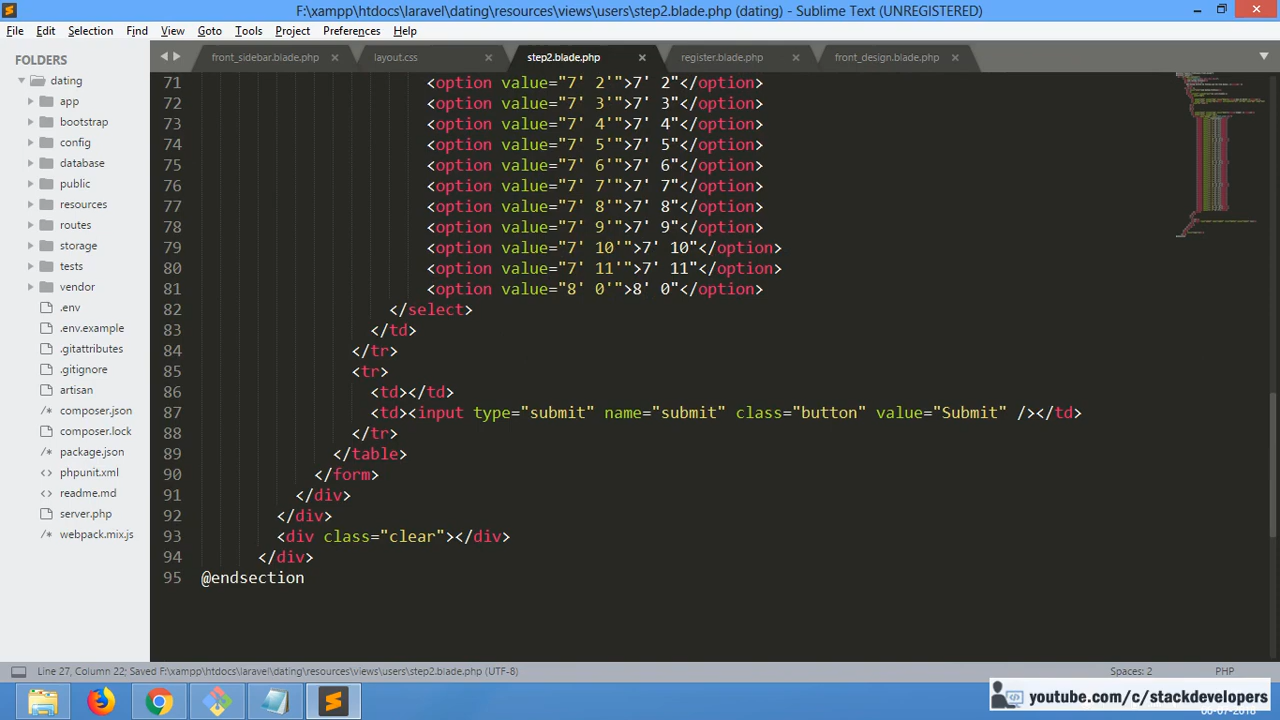 F:\xampp\htdocs\laravel\dating\resources\views\users\step2.blade.php (dating) - Sublime Text (UNREGISTERED)
File Edit Selection Find View Goto Tools Project Preferences Help
FOLDERS
dating
app
bootstrap
config
database
public
resources
routes
storage
tests
vendor
.env
.env.example
.gitattributes
.gitignore
artisan
composer.json
composer.lock
package.json
phpunit.xml
readme.md
server.php
webpack.mix.js
front_sidebar.blade.php layout.css step2.blade.php register.blade.php front_design.blade.php
71 <option value="7' 2'">7' 2"</option>
72 <option value="7' 3'">7' 3"</option>
73 <option value="7' 4'">7' 4"</option>
74 <option value="7' 5'">7' 5"</option>
75 <option value="7' 6'">7' 6"</option>
76 <option value="7' 7'">7' 7"</option>
77 <option value="7' 8'">7' 8"</option>
78 <option value="7' 9'">7' 9"</option>
79 <option value="7' 10'">7' 10"</option>
80 <option value="7' 11'">7' 11"</option>
81 <option value="8' 0'">8' 0"</option>
82 </select>
83 </td>
84 </tr>
85 <tr>
86 <td></td>
87 <td><input type="submit" name="submit" class="button" value="Submit" /></td>
88 </tr>
89 </table>
90 </form>
91 </div>
92 </div>
93 <div class="clear"></div>
94 </div>
95 @endsection
Line 27, Column 22; Saved F:\xampp\htdocs\laravel\dating\resources\views\users\step2.blade.php (UTF-8)
Spaces: 2 PHP
youtube.com/c/stackdevelopers